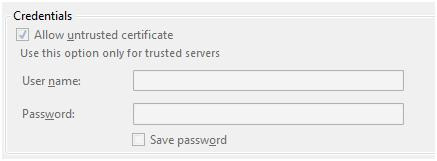 Credentials
Allow untrusted certificate
Use this option only for trusted servers
User name:
Password:
Save password